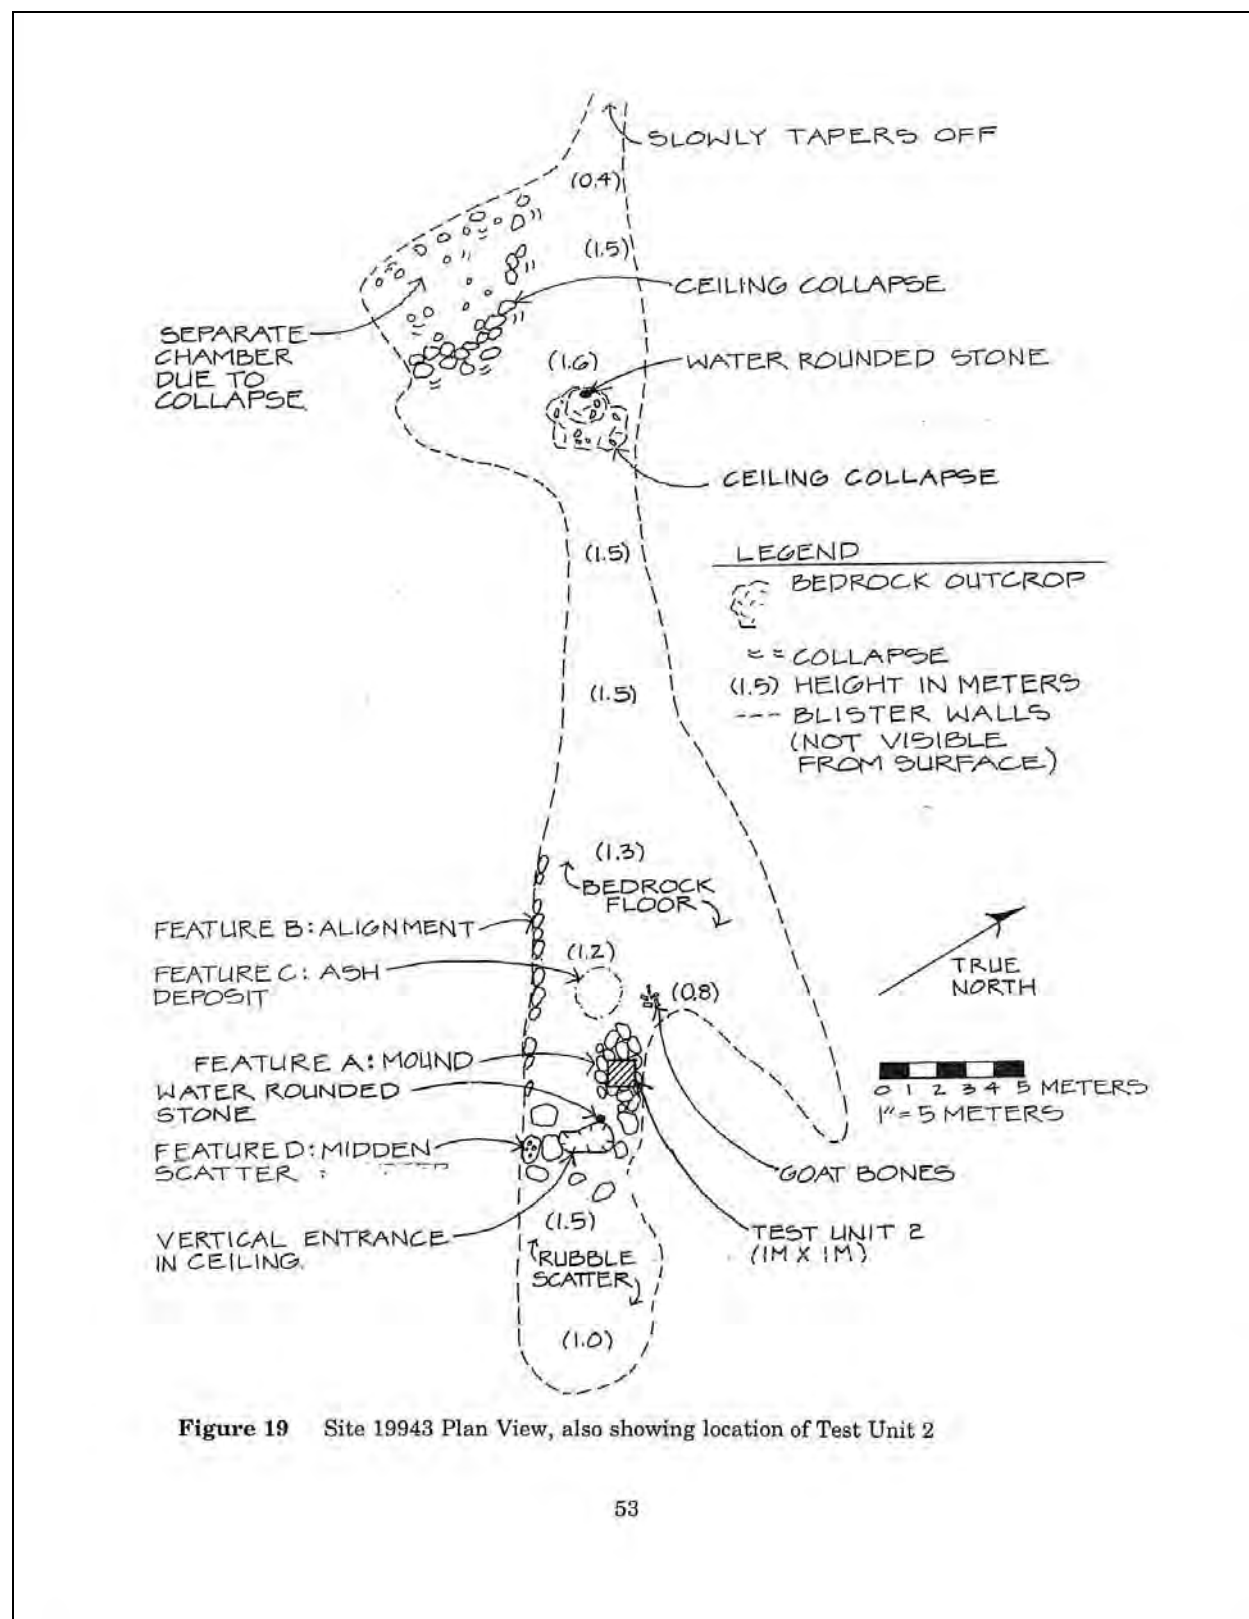 SLOWLY TAPERS OFF
(0.4)
(1.5)
CEILING COLLAPSE
SEPARATE
CHAMBER
DUE TO
COLLAPSE
(1.6)
WATER ROUNDED STONE
CEILING COLLAPSE
(1.5)
LEGEND
BEDROCK OUTCROP
COLLAPSE
(1.5) HEIGHT IN METERS
--- BLISTER WALLS
(NOT VISIBLE
FROM SURFACE)
(1.5)
(1.3)
BEDROCK
FLOOR
FEATURE B: ALIGNMENT
(1.2)
FEATURE C: ASH
DEPOSIT
(0.8)
TRUE
NORTH
FEATURE A: MOUND
WATER ROUNDED
STONE
0 1 2 3 4 5 METERS
1" = 5 METERS
FEATURE D: MIDDEN
SCATTER
GOAT BONES
VERTICAL ENTRANCE
IN CEILING.
(1.5)
RUBBLE
SCATTER
TEST UNIT 2
(1M X 1M)
(1.0)
Figure 19 Site 19943 Plan View, also showing location of Test Unit 2
53